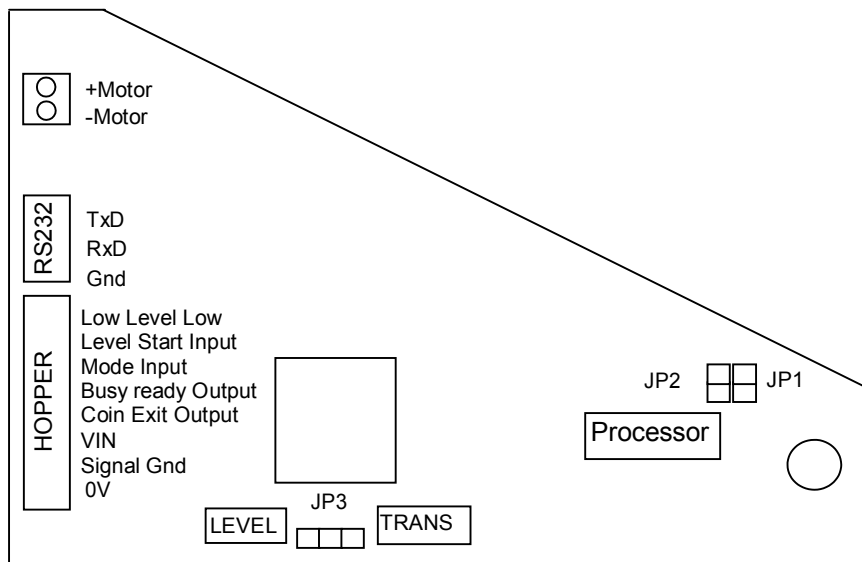 +Motor
-Motor
RS232
TxD
RxD
Gnd
HOPPER
Low Level Low
Level Start Input
Mode Input
Busy ready Output
Coin Exit Output
VIN
Signal Gnd
0V
JP2
JP1
Processor
JP3
LEVEL
TRANS